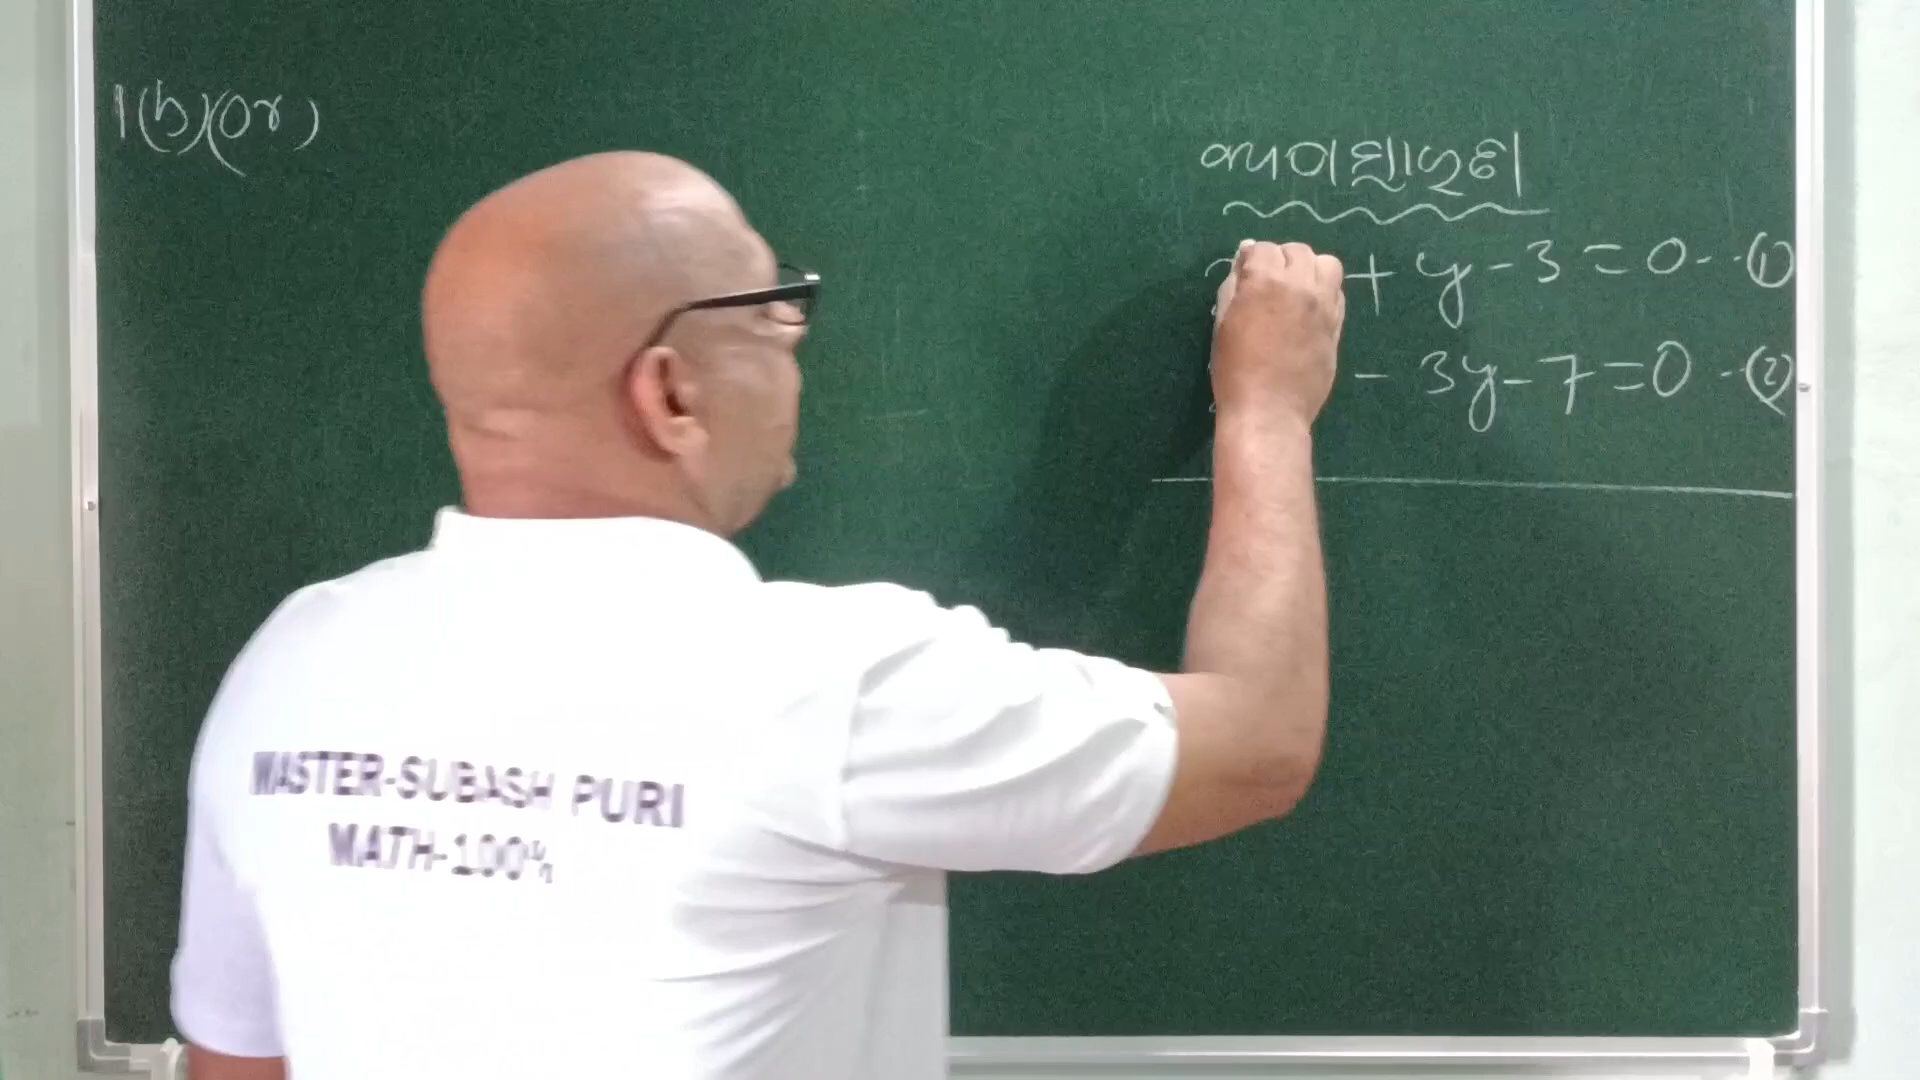 1(b)(or)
+ y - 3 = 0 - - ①
- 3y - 7 = 0 - - ②
MASTER-SUBASH PURI
MATH-100%